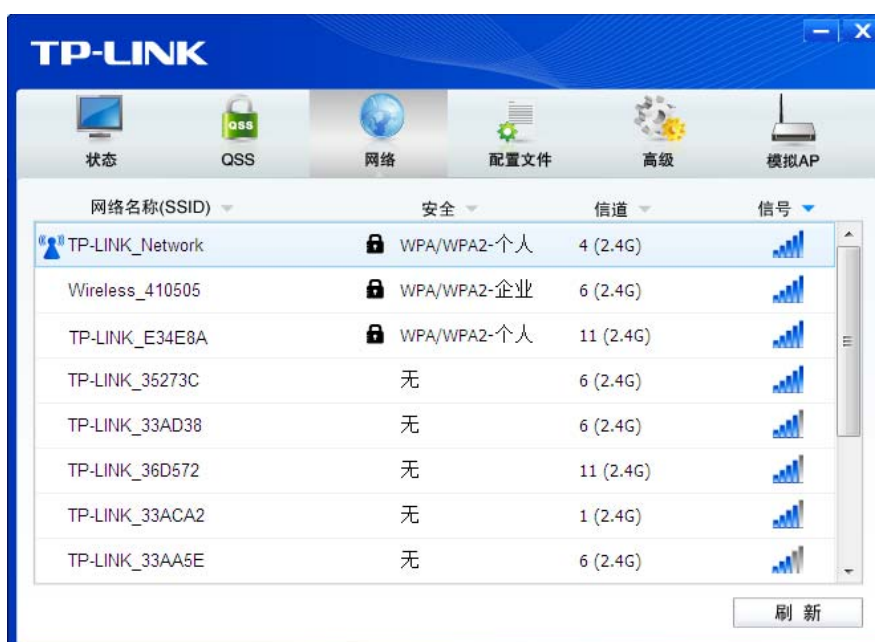 TP-LINK
状态 QSS 网络 配置文件 高级 模拟AP
网络名称(SSID) 安全 信道 信号
TP-LINK_Network WPA/WPA2-个人 4 (2.4G)
Wireless_410505 WPA/WPA2-企业 6 (2.4G)
TP-LINK_E34E8A WPA/WPA2-个人 11 (2.4G)
TP-LINK_35273C 无 6 (2.4G)
TP-LINK_33AD38 无 6 (2.4G)
TP-LINK_36D572 无 11 (2.4G)
TP-LINK_33ACA2 无 1 (2.4G)
TP-LINK_33AA5E 无 6 (2.4G)
刷 新